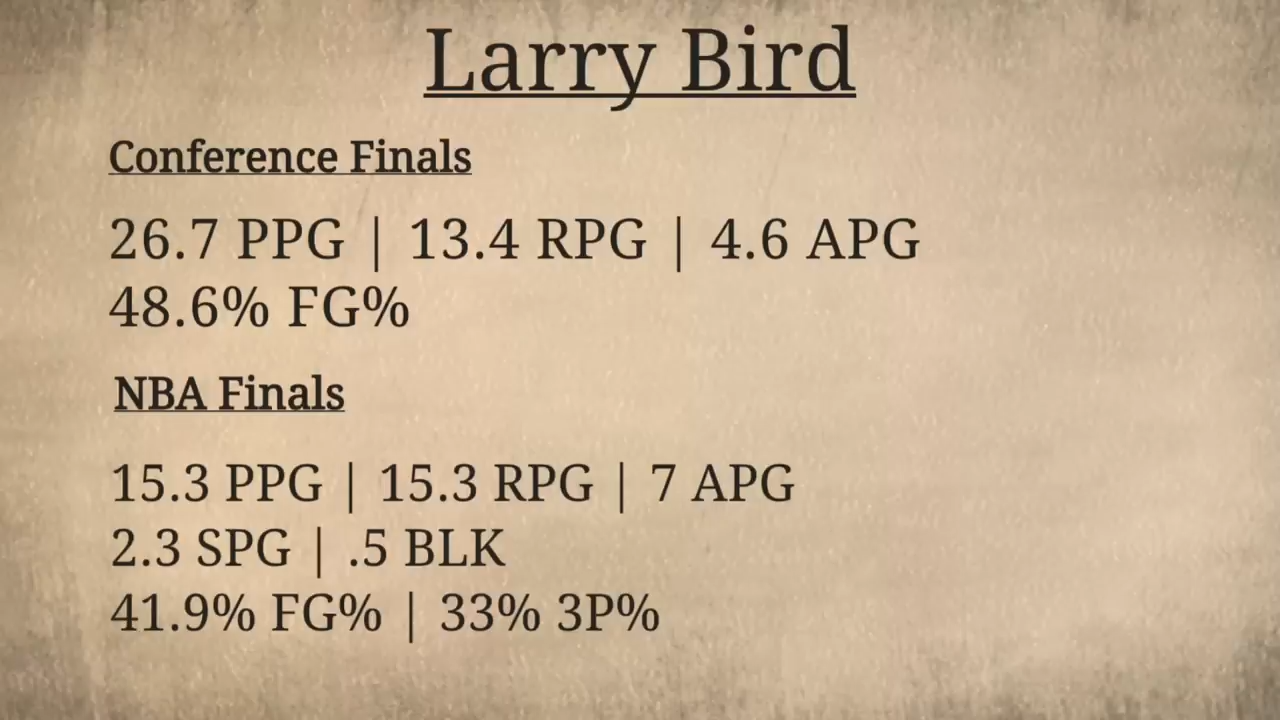 Larry Bird
Conference Finals
26.7 PPG | 13.4 RPG | 4.6 APG
48.6% FG%
NBA Finals
15.3 PPG | 15.3 RPG | 7 APG
2.3 SPG | .5 BLK
41.9% FG% | 33% 3P%